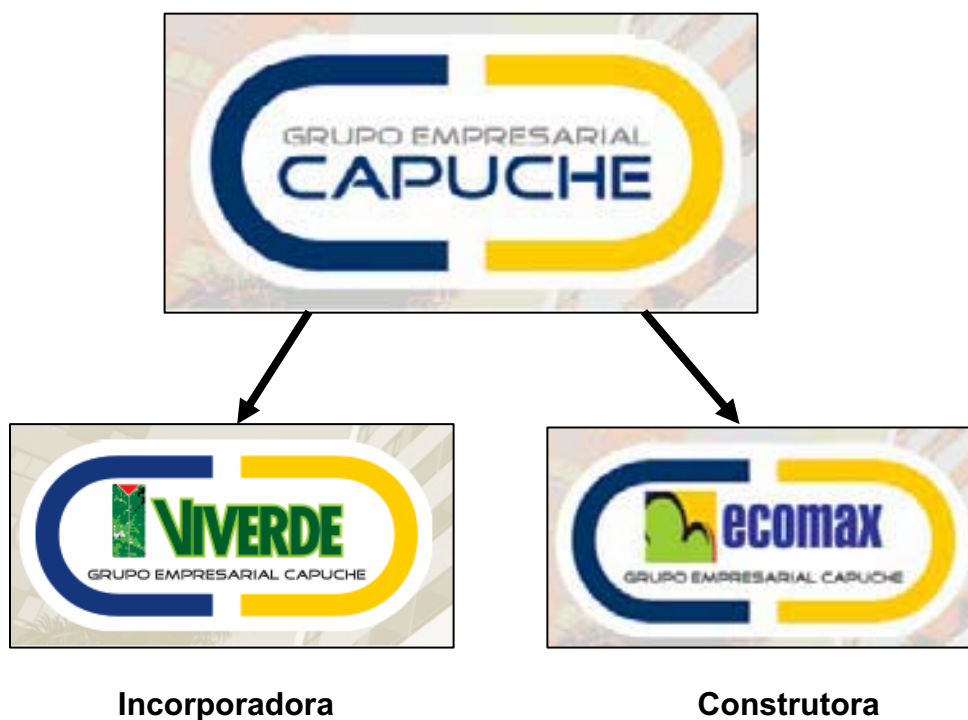 GRUPO EMPRESARIAL
CAPUCHE
VIVERDE
GRUPO EMPRESARIAL CAPUCHE
ecomax
GRUPO EMPRESARIAL CAPUCHE
Incorporadora
Construtora